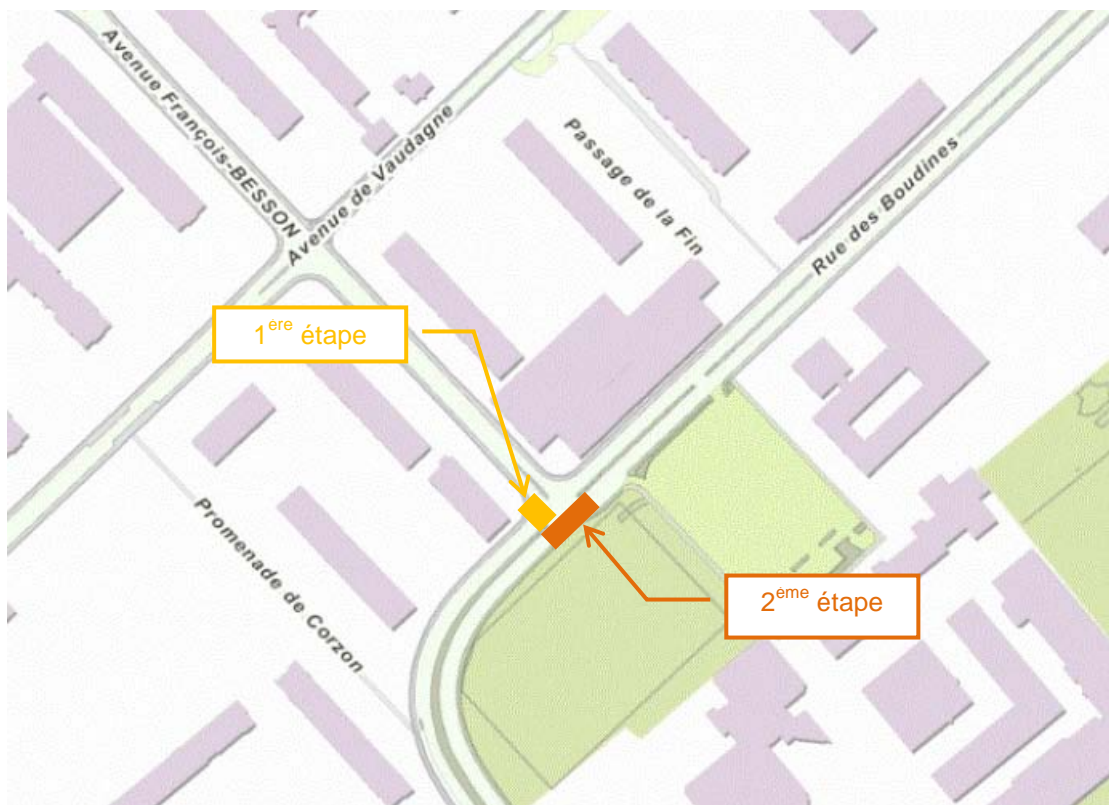 Avenue François-BESSON
Avenue de Vaudagne
Passage de la Fin
Rue des Boudines
1ère étape
Promenade de Corzon
2ème étape